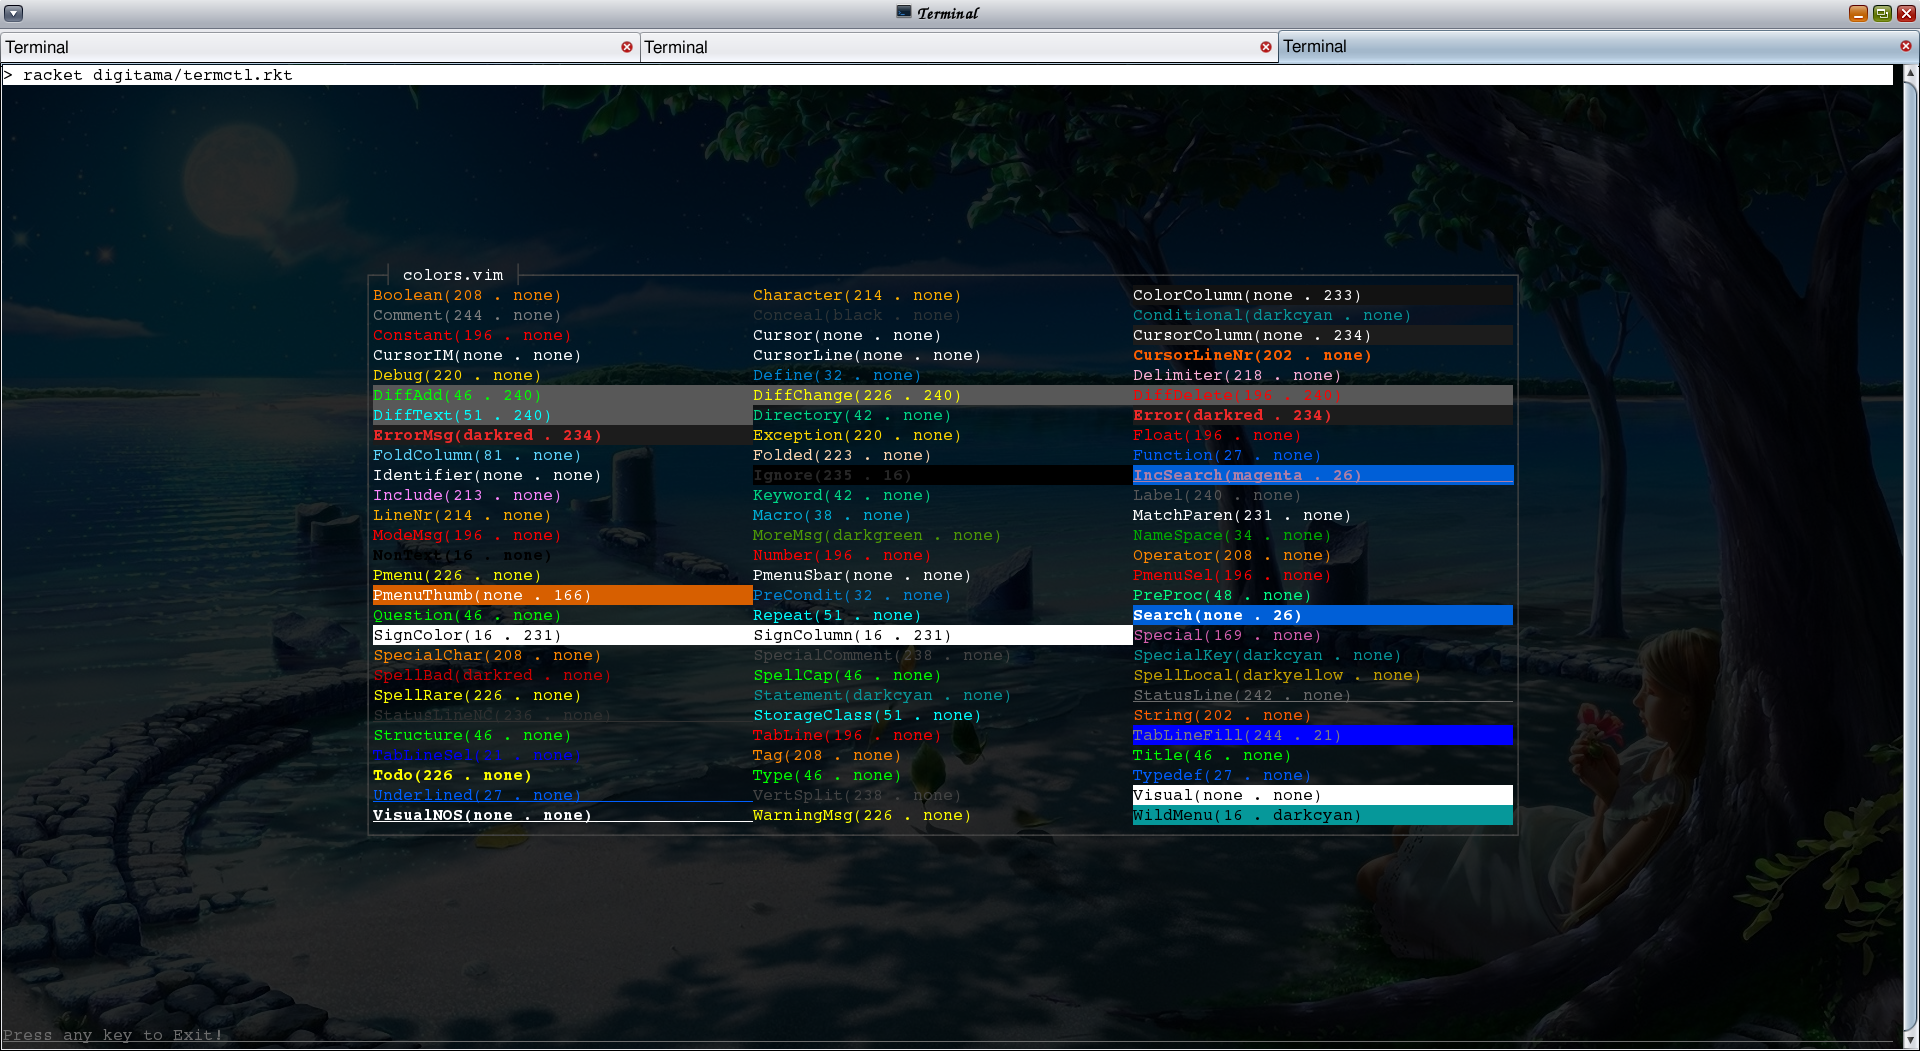 Terminal
Terminal Terminal Terminal
> racket digitama/termctl.rkt
colors.vim
Boolean(208 . none) Character(214 . none) ColorColumn(none . 233)
Comment(244 . none) Conceal(black . none) Conditional(darkcyan . none)
Constant(196 . none) Cursor(none . none) CursorColumn(none . 234)
CursorIM(none . none) CursorLine(none . none) CursorLineNr(202 . none)
Debug(220 . none) Define(32 . none) Delimiter(218 . none)
DiffAdd(46 . 240) DiffChange(226 . 240) DiffDelete(196 . 240)
DiffText(51 . 240) Directory(42 . none) Error(darkred . 234)
ErrorMsg(darkred . 234) Exception(220 . none) Float(196 . none)
FoldColumn(81 . none) Folded(223 . none) Function(27 . none)
Identifier(none . none) Ignore(235 . 16) IncSearch(magenta . 26)
Include(213 . none) Keyword(42 . none) Label(240 . none)
LineNr(214 . none) Macro(38 . none) MatchParen(231 . none)
ModeMsg(196 . none) MoreMsg(darkgreen . none) NameSpace(34 . none)
NonText(16 . none) Number(196 . none) Operator(208 . none)
Pmenu(226 . none) PmenuSbar(none . none) PmenuSel(196 . none)
PmenuThumb(none . 166) PreCondit(32 . none) PreProc(48 . none)
Question(46 . none) Repeat(51 . none) Search(none . 26)
SignColor(16 . 231) SignColumn(16 . 231) Special(169 . none)
SpecialChar(208 . none) SpecialComment(238 . none) SpecialKey(darkcyan . none)
SpellBad(darkred . none) SpellCap(46 . none) SpellLocal(darkyellow . none)
SpellRare(226 . none) Statement(darkcyan . none) StatusLine(242 . none)
StatusLineNC(236 . none) StorageClass(51 . none) String(202 . none)
Structure(46 . none) TabLine(196 . none) TabLineFill(244 . 21)
TabLineSel(21 . none) Tag(208 . none) Title(46 . none)
Todo(226 . none) Type(46 . none) Typedef(27 . none)
Underlined(27 . none) VertSplit(238 . none) Visual(none . none)
VisualNOS(none . none) WarningMsg(226 . none) WildMenu(16 . darkcyan)
Press any key to Exit!